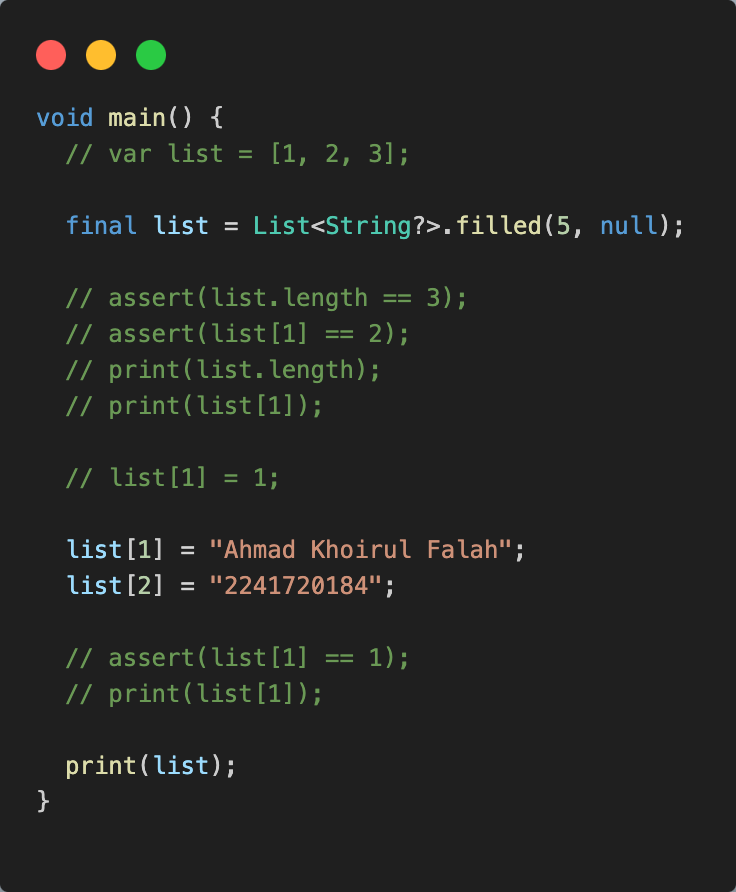 void main() {
  // var list = [1, 2, 3];

  final list = List<String?>.filled(5, null);

  // assert(list.length == 3);
  // assert(list[1] == 2);
  // print(list.length);
  // print(list[1]);

  // list[1] = 1;

  list[1] = "Ahmad Khoirul Falah";
  list[2] = "2241720184";

  // assert(list[1] == 1);
  // print(list[1]);

  print(list);
}